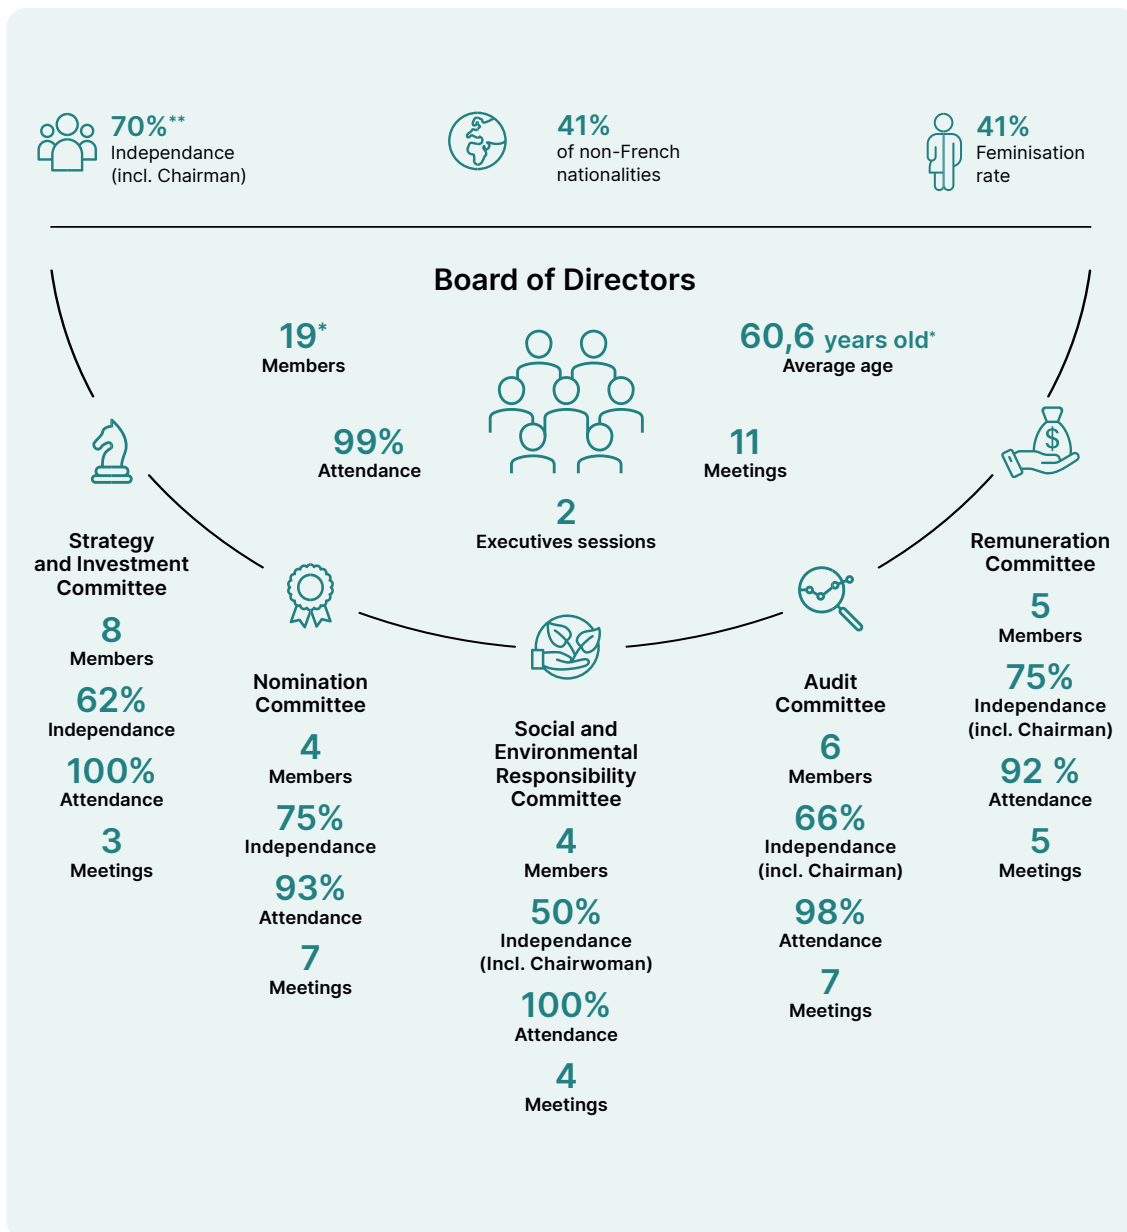 70%**
Independance
(incl. Chairman)
41%
of non-French
nationalities
41%
Feminisation
rate
Board of Directors
19*
Members
60,6 years old*
Average age
99%
Attendance
11
Meetings
2
Executives sessions
Strategy
and Investment
Committee
8
Members
62%
Independance
100%
Attendance
3
Meetings
Nomination
Committee
4
Members
75%
Independance
93%
Attendance
7
Meetings
Social and
Environmental
Responsibility
Committee
4
Members
50%
Independance
(Incl. Chairwoman)
100%
Attendance
4
Meetings
Audit
Committee
6
Members
66%
Independance
(incl. Chairman)
98%
Attendance
7
Meetings
$
Remuneration
Committee
5
Members
75%
Independance
(incl. Chairman)
92 %
Attendance
5
Meetings